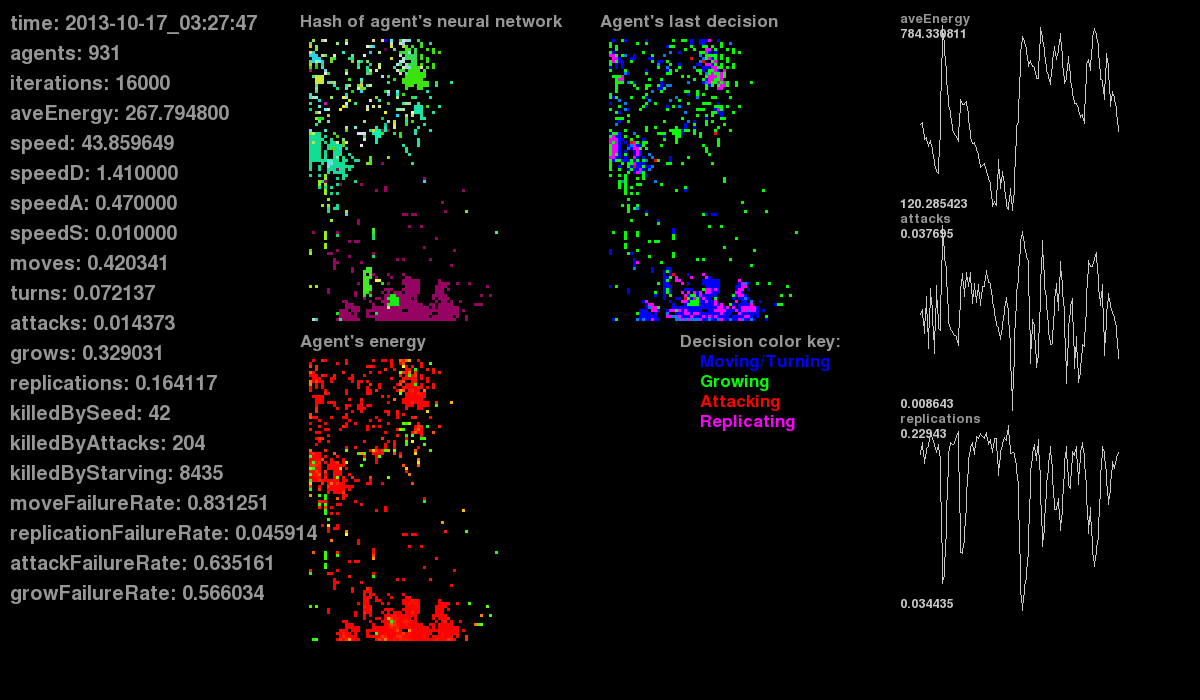 time: 2013-10-17_03:27:47
agents: 931
iterations: 16000
aveEnergy: 267.794800
speed: 43.859649
speedD: 1.410000
speedA: 0.470000
speedS: 0.010000
moves: 0.420341
turns: 0.072137
attacks: 0.014373
grows: 0.329031
replications: 0.164117
killedBySeed: 42
killedByAttacks: 204
killedByStarving: 8435
moveFailureRate: 0.831251
replicationFailureRate: 0.045914
attackFailureRate: 0.635161
growFailureRate: 0.566034
Hash of agent's neural network
Agent's energy
Agent's last decision
Decision color key:
Moving/Turning
Growing
Attacking
Replicating
aveEnergy
784.330811
120.285423
attacks
0.037695
0.008643
replications
0.22943
0.034435